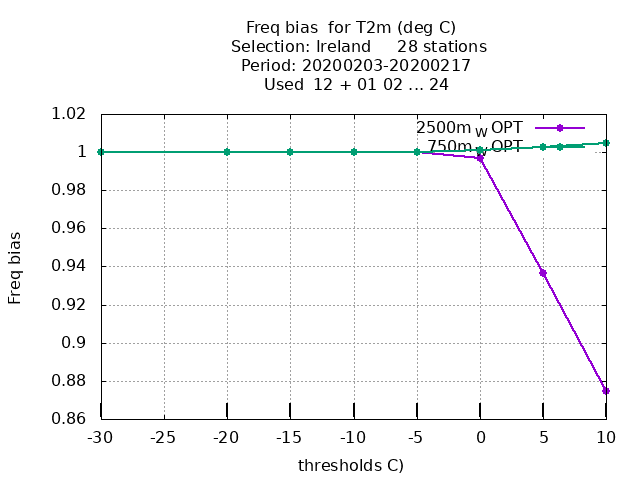 Freq bias  for T2m (deg C)
Selection: Ireland     28 stations
Period: 20200203-20200217
Used  12 + 01 02 ... 24
1.02
1
0.98
0.96
0.94
0.92
0.9
0.88
0.86
Freq bias
2500m W OPT
750m W OPT
-30 -25 -20 -15 -10 -5 0 5 10
thresholds C)